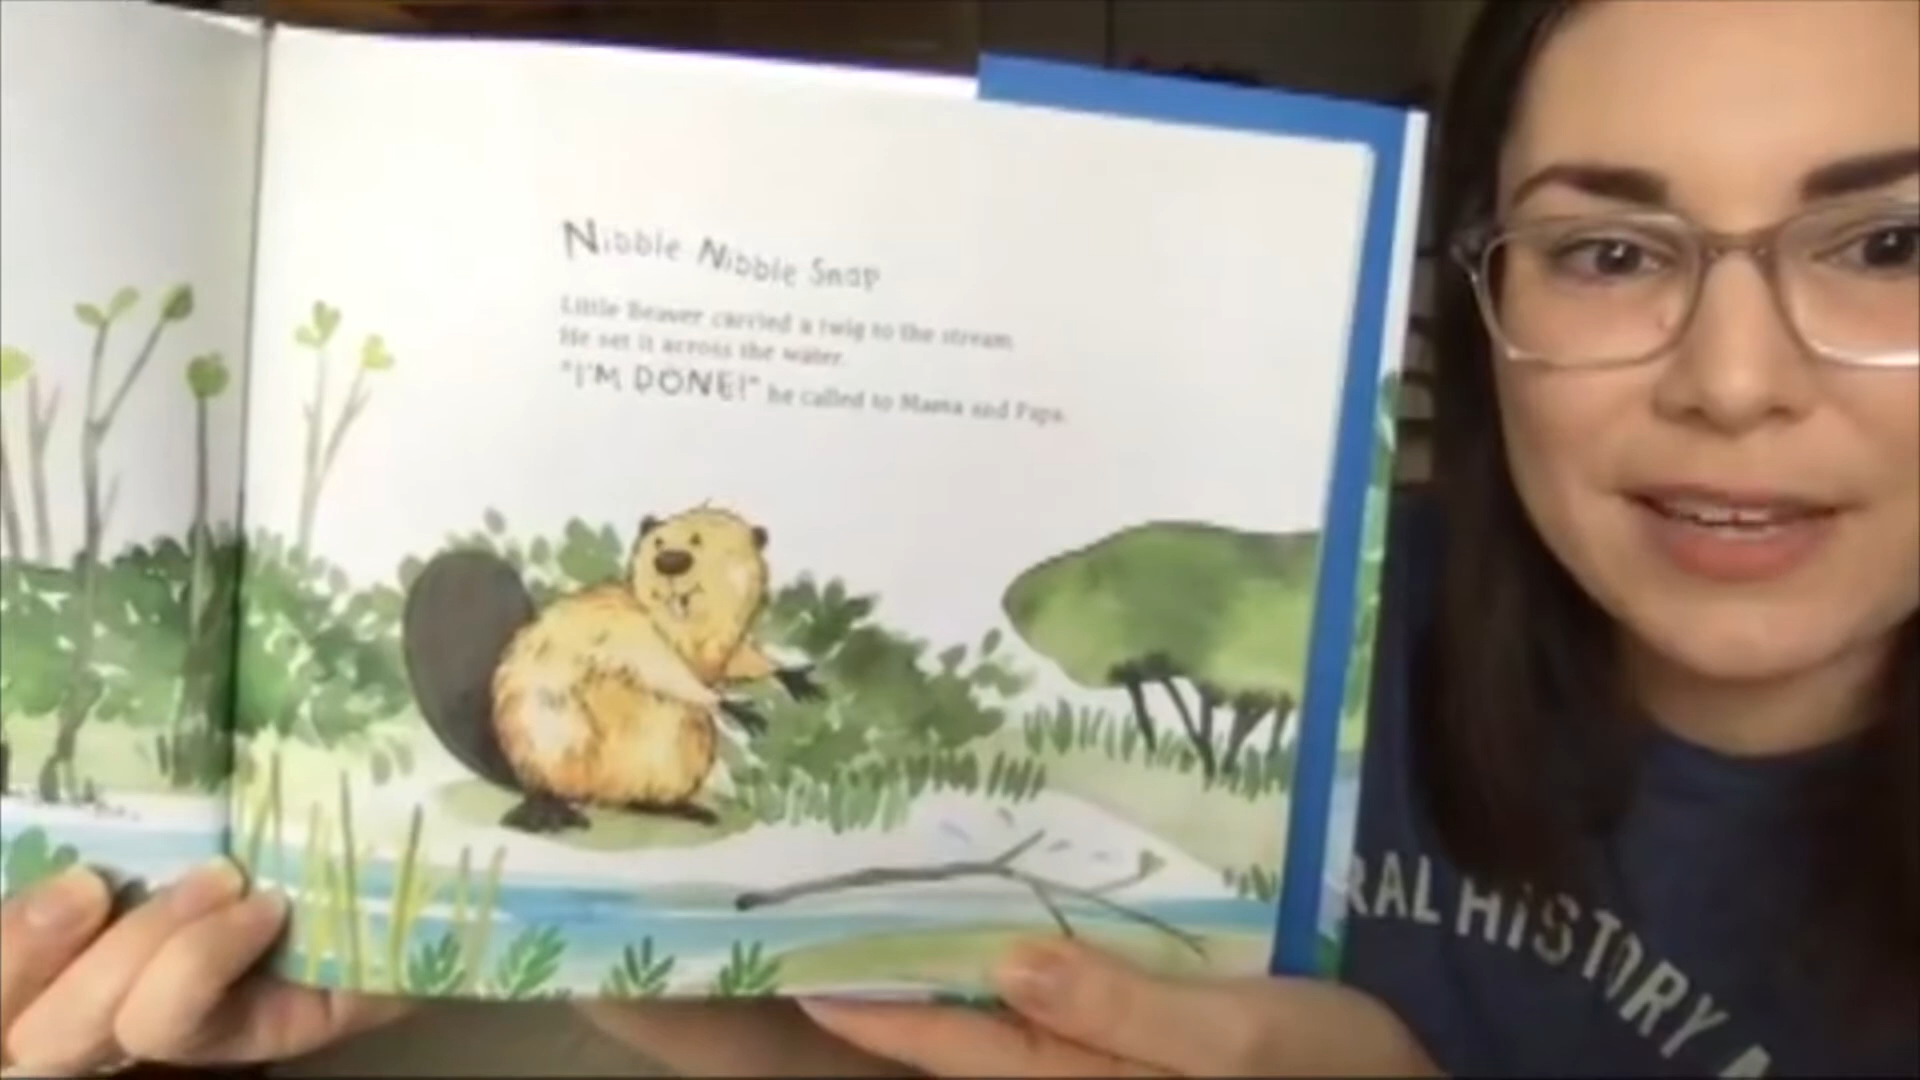 Nibble Nibble Snap
Little Beaver carried a twig to the stream.
He set it across the water.
"I'M DONE!" he called to Mama and Papa.
RAL HISTORY